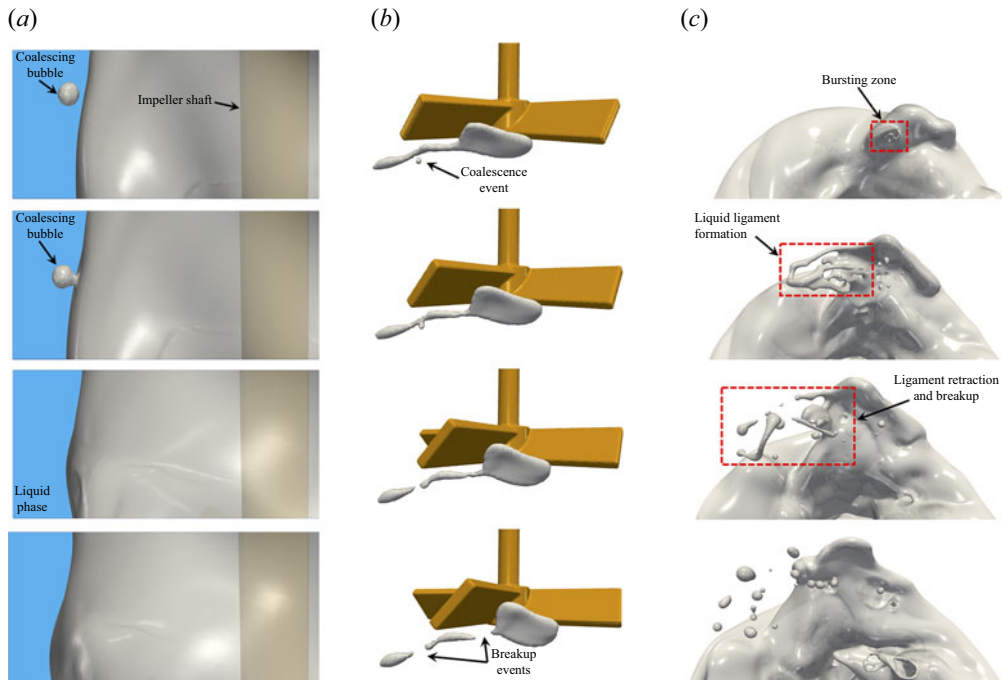 (a)
Coalescing
bubble
Impeller shaft
Coalescing
bubble
Liquid
phase
(b)
Coalescence
event
Breakup
events
(c)
Bursting zone
Liquid ligament
formation
Ligament retraction
and breakup